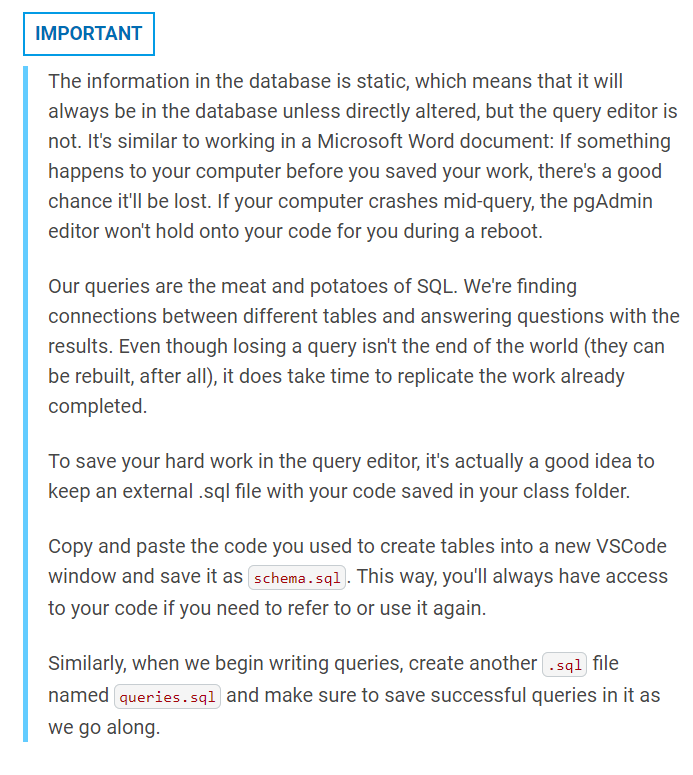 IMPORTANT
The information in the database is static, which means that it will
always be in the database unless directly altered, but the query editor is
not. It's similar to working in a Microsoft Word document: If something
happens to your computer before you saved your work, there's a good
chance it'll be lost. If your computer crashes mid-query, the pgAdmin
editor won't hold onto your code for you during a reboot.
Our queries are the meat and potatoes of SQL. We're finding
connections between different tables and answering questions with the
results. Even though losing a query isn't the end of the world (they can
be rebuilt, after all), it does take time to replicate the work already
completed.
To save your hard work in the query editor, it's actually a good idea to
keep an external .sql file with your code saved in your class folder.
Copy and paste the code you used to create tables into a new VSCode
window and save it as schema.sql. This way, you'll always have access
to your code if you need to refer to or use it again.
Similarly, when we begin writing queries, create another .sql file
named queries.sql and make sure to save successful queries in it as
we go along.